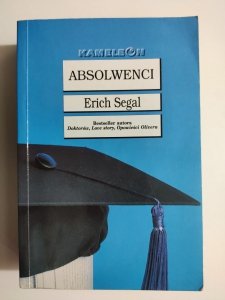 KAMELEON
ABSOLWENCI
Erich Segal
Bestseller autora
Doktorów, Love story, Opowieści Olivera